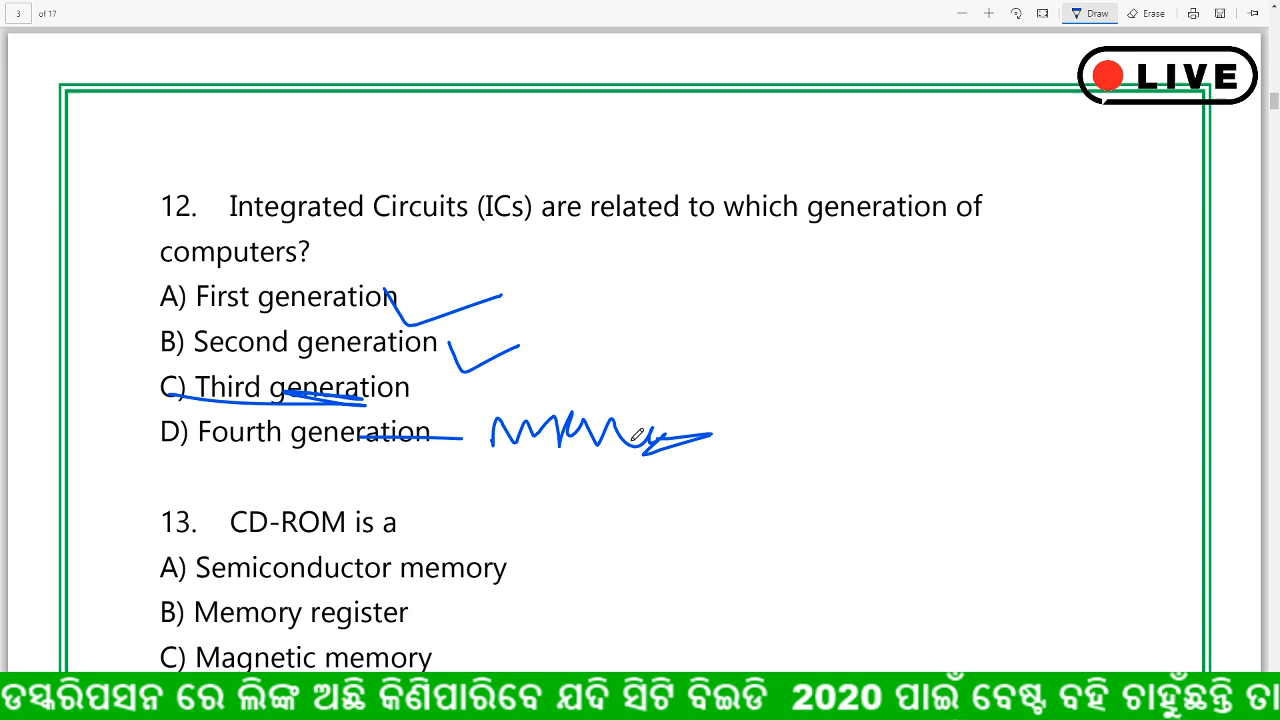 3 of 17
Draw
Erase
LIVE
12. Integrated Circuits (ICs) are related to which generation of
computers?
A) First generation
B) Second generation
C) Third generation
D) Fourth generation
13. CD-ROM is a
A) Semiconductor memory
B) Memory register
C) Magnetic memory
ଡସ୍କରିପସନ ରେ ଲିଙ୍କ ଅଛି କିଣିପାରିବେ ଯଦି ସିଟି ବିଇଡି 2020 ପାଇଁ ବେଷ୍ଟ ବହି ଚାହୁଁଛନ୍ତି ତା